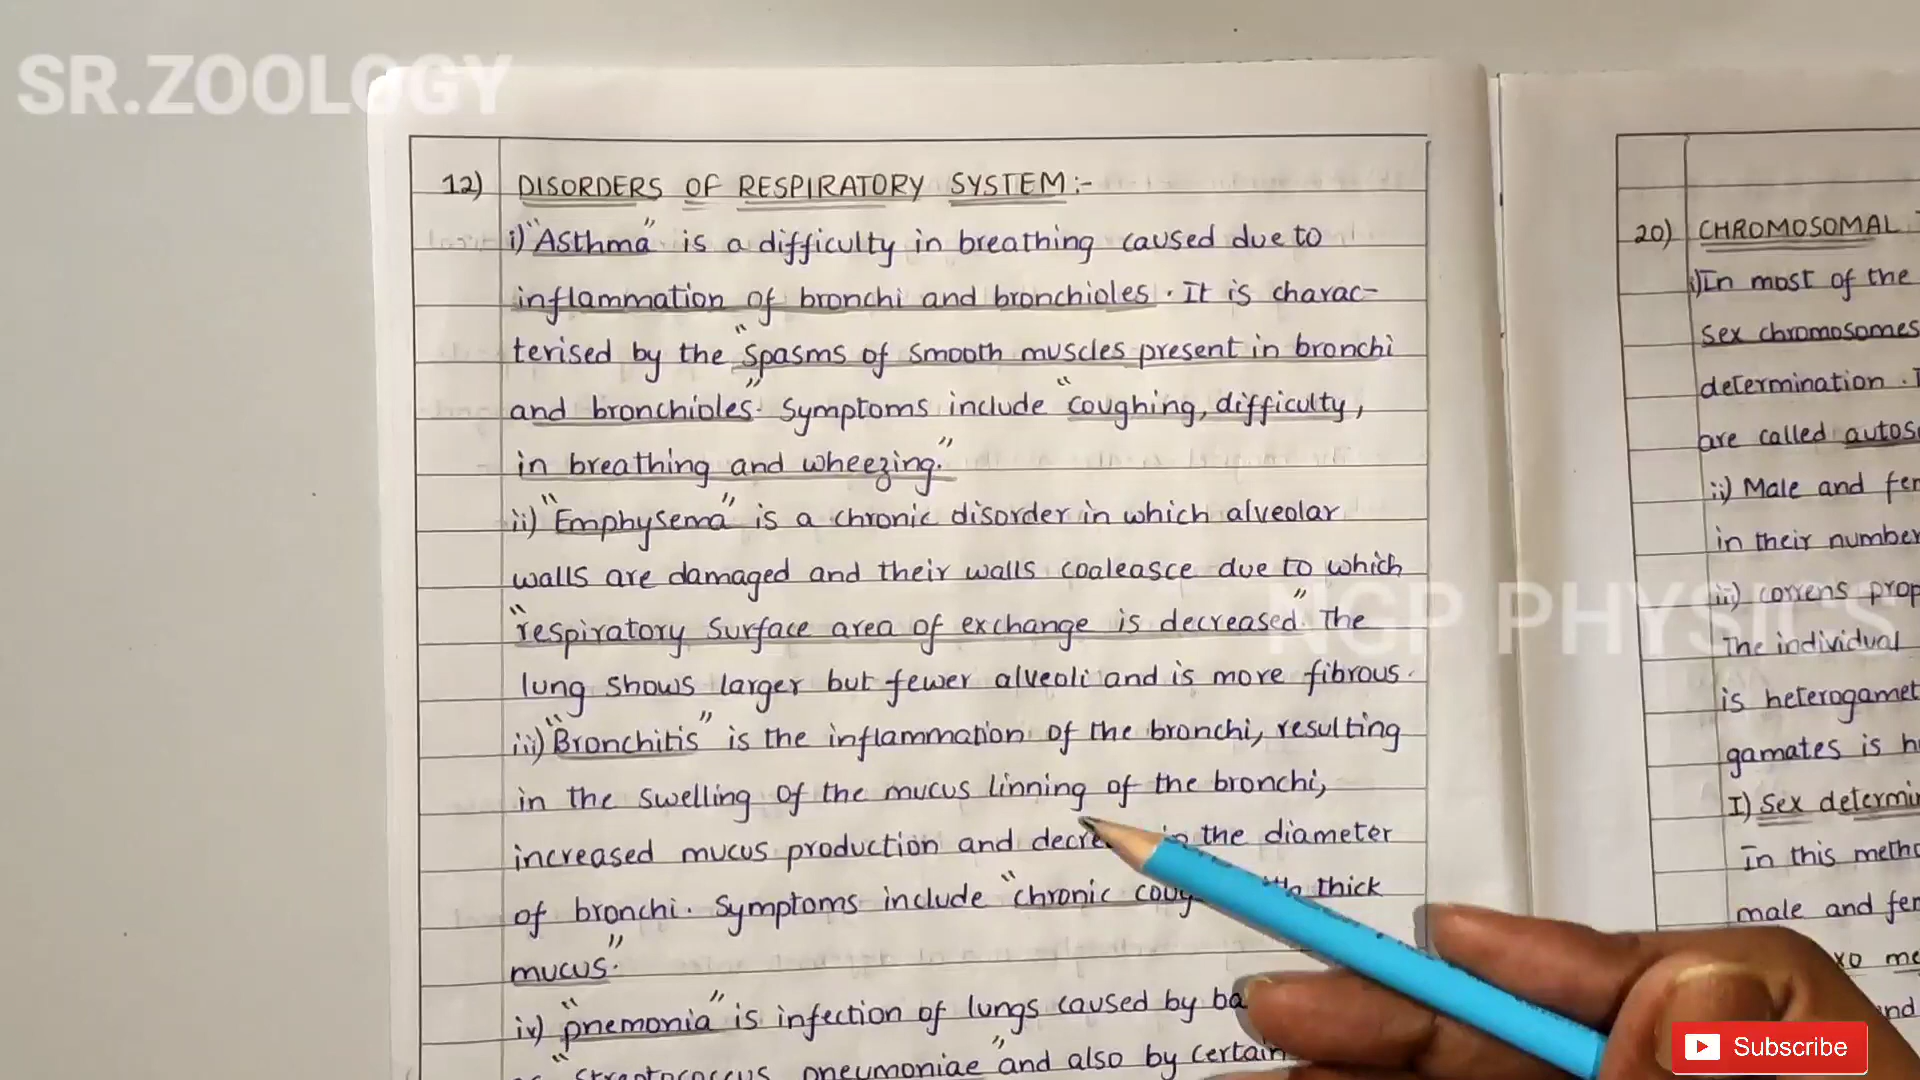 SR.ZOOLOGY
12) DISORDERS OF RESPIRATORY SYSTEM:-
i) "Asthma" is a difficulty in breathing caused due to
inflammation of bronchi and bronchioles. It is charac-
terised by the "spasms of smooth muscles present in bronchi
and bronchioles". Symptoms include "coughing, difficulty,
in breathing and wheezing."
ii) "Emphysema" is a chronic disorder in which alveolar
walls are damaged and their walls coaleasce due to which
"respiratory surface area of exchange is decreased". The
lung shows larger but fewer alveoli and is more fibrous.
iii) "Bronchitis" is the inflammation of the bronchi, resulting
in the swelling of the mucus linning of the bronchi,
increased mucus production and in the diameter
of bronchi. Symptoms include "chronic thick
mucus."
iv) "pnemonia" is infection of lungs caused by
"streptococcus pneumoniae" and also by certain
NGP PHYSICS
20) CHROMOSOMAL
i) In most of the
sex chromosomes
determination.
are called
ii) Male and
in their number
iii) correns
The individual
is
gamates is
I) Sex
In this
male and
xo
and
Subscribe